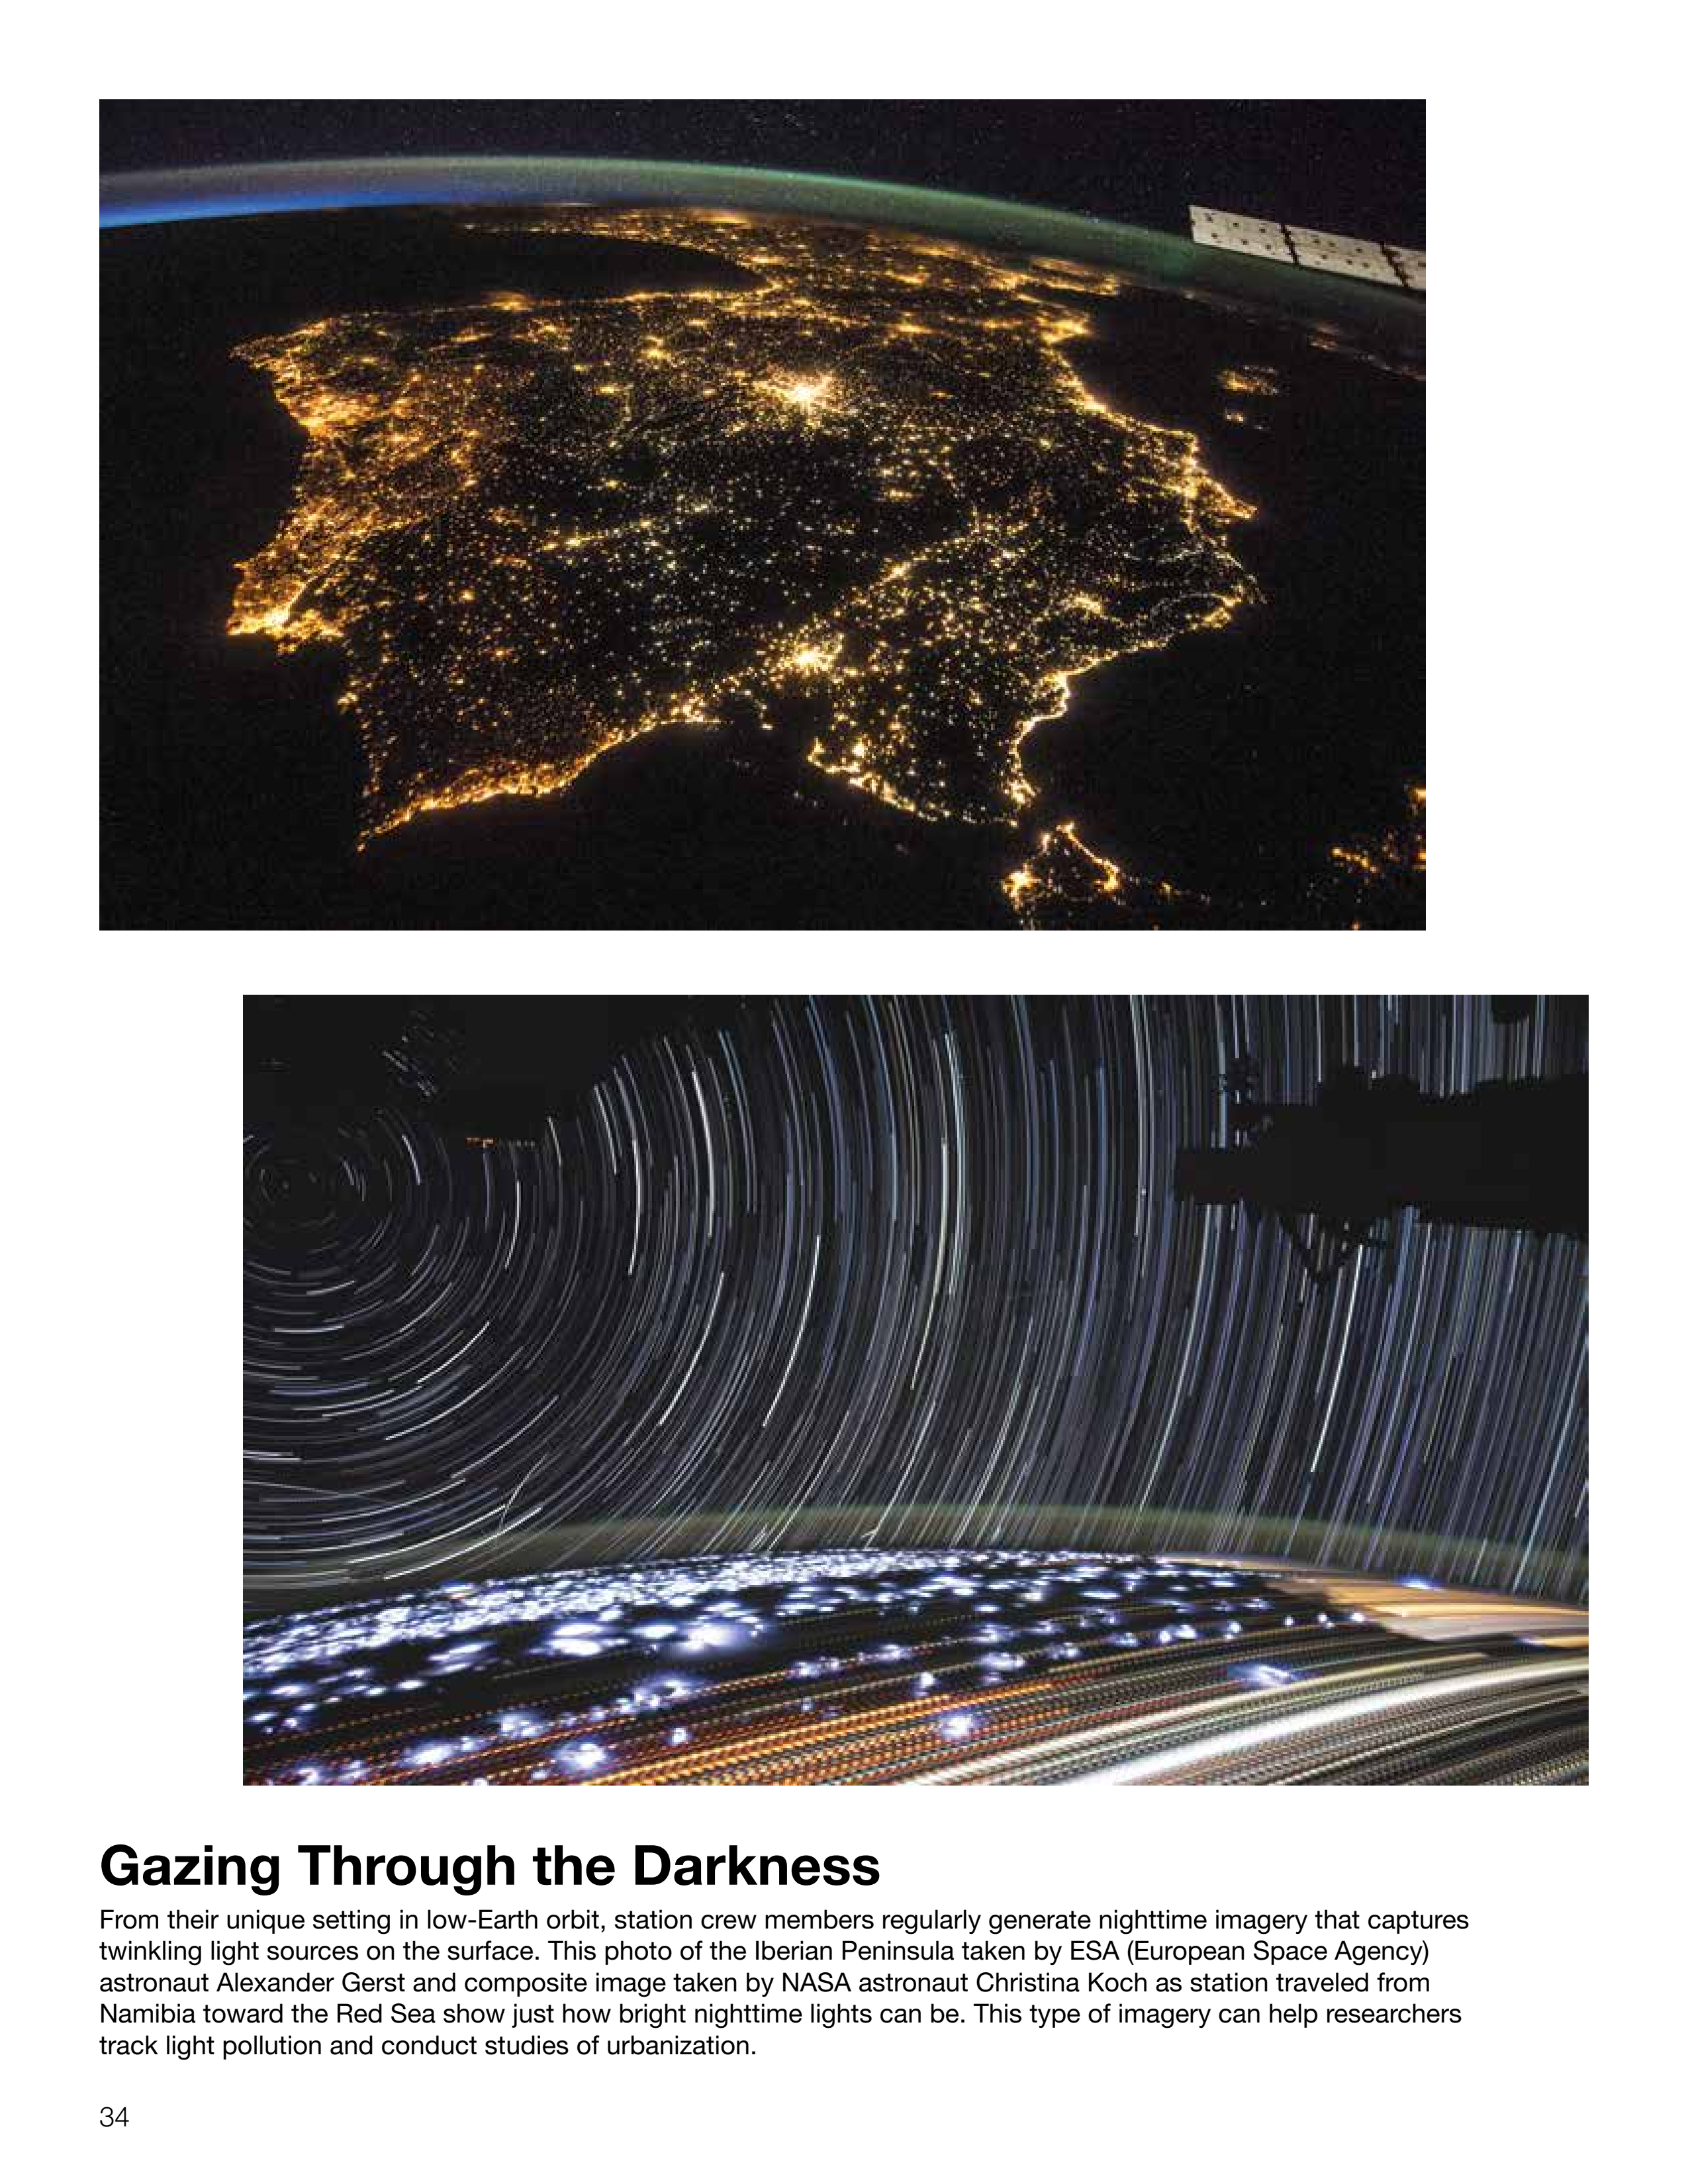 Gazing Through the Darkness
From their unique setting in low-Earth orbit, station crew members regularly generate nighttime imagery that captures
twinkling light sources on the surface. This photo of the Iberian Peninsula taken by ESA (European Space Agency)
astronaut Alexander Gerst and composite image taken by NASA astronaut Christina Koch as station traveled from
Namibia toward the Red Sea show just how bright nighttime lights can be. This type of imagery can help researchers
track light pollution and conduct studies of urbanization.
34